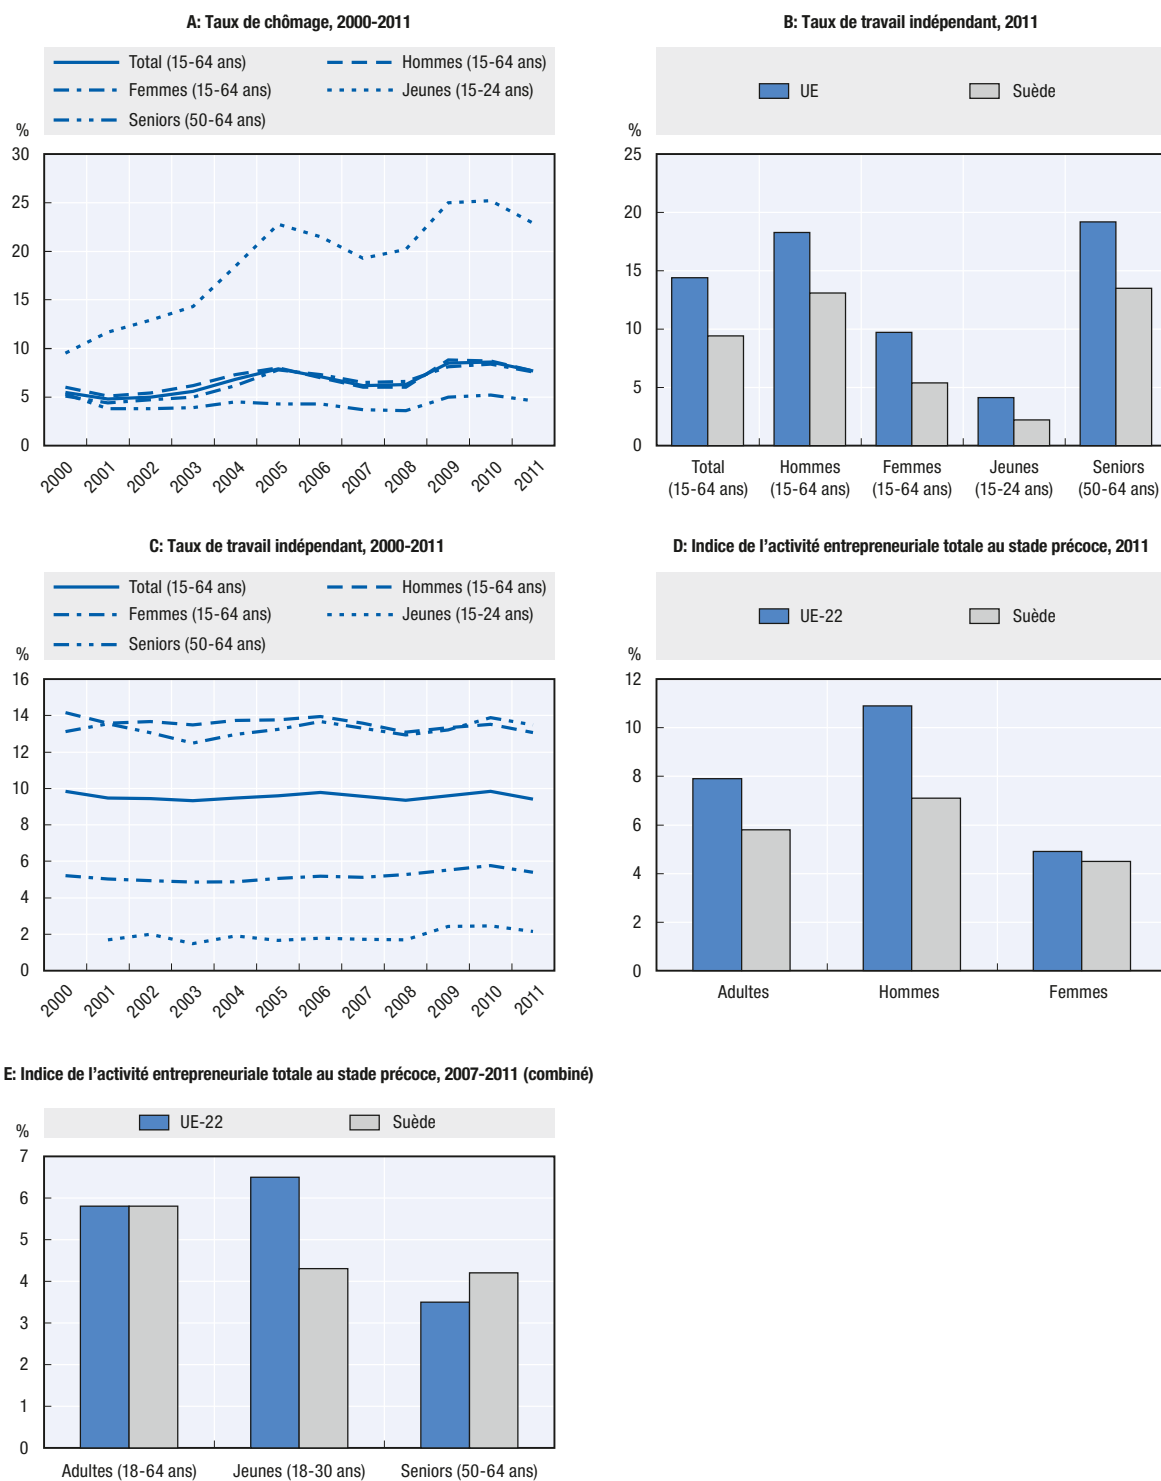 A: Taux de chômage, 2000-2011
Total (15-64 ans)
Hommes (15-64 ans)
Femmes (15-64 ans)
Jeunes (15-24 ans)
Seniors (50-64 ans)
%
30
25
20
15
10
5
0
2000 2001 2002 2003 2004 2005 2006 2007 2008 2009 2010 2011
B: Taux de travail indépendant, 2011
UE
Suède
%
25
20
15
10
5
0
Total Hommes Femmes Jeunes Seniors
(15-64 ans) (15-64 ans) (15-64 ans) (15-24 ans) (50-64 ans)
C: Taux de travail indépendant, 2000-2011
Total (15-64 ans)
Hommes (15-64 ans)
Femmes (15-64 ans)
Jeunes (15-24 ans)
Seniors (50-64 ans)
%
16
14
12
10
8
6
4
2
0
2000 2001 2002 2003 2004 2005 2006 2007 2008 2009 2010 2011
D: Indice de l’activité entrepreneuriale totale au stade précoce, 2011
UE-22
Suède
%
12
10
8
6
4
2
0
Adultes Hommes Femmes
E: Indice de l’activité entrepreneuriale totale au stade précoce, 2007-2011 (combiné)
UE-22
Suède
%
7
6
5
4
3
2
1
0
Adultes (18-64 ans) Jeunes (18-30 ans) Seniors (50-64 ans)